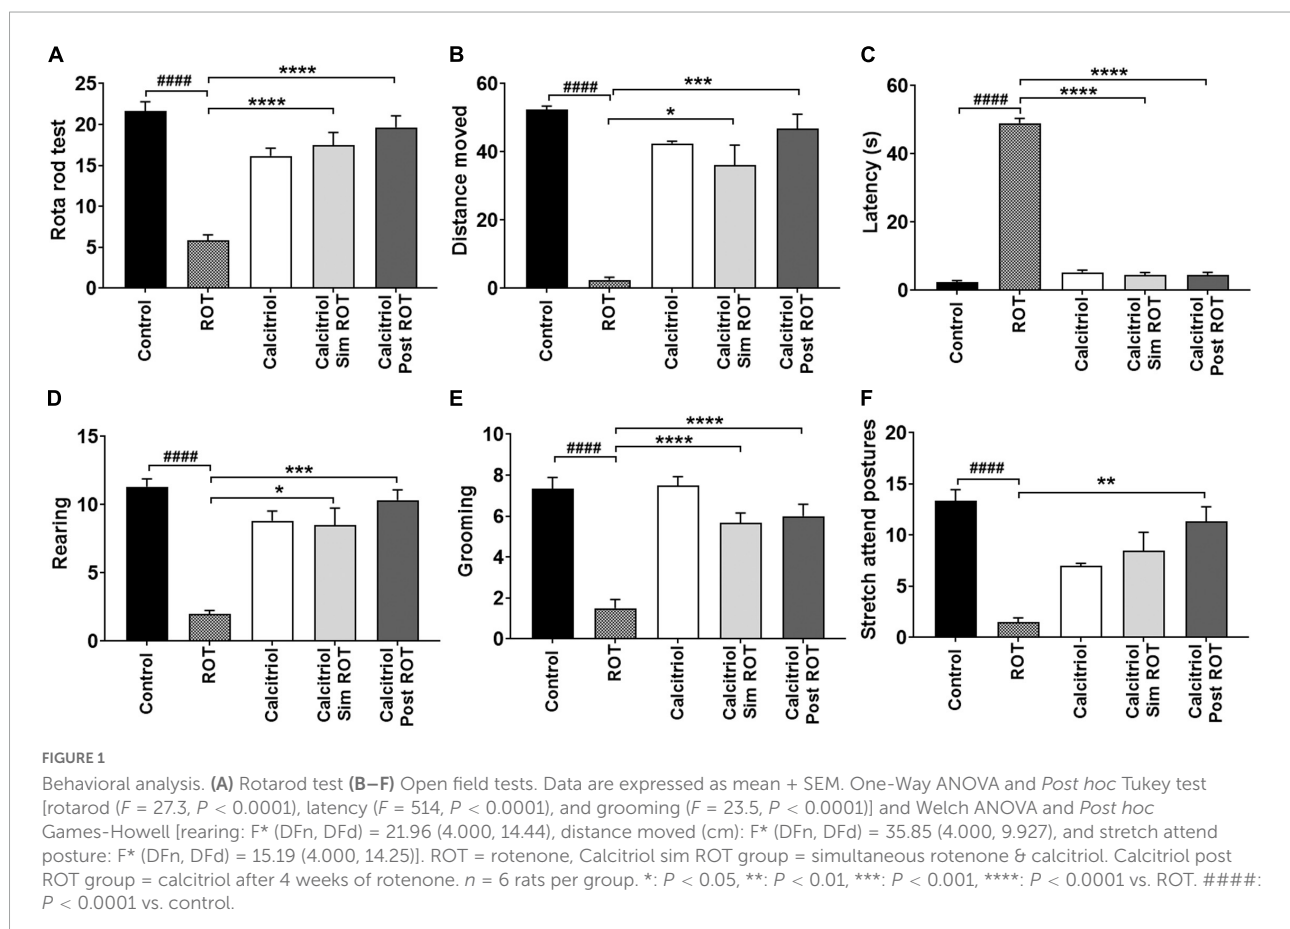 A
####
****
****
25
20
15
10
5
0
Rota rod test
Control
ROT
Calcitriol
Calcitriol
Sim ROT
Calcitriol
Post ROT
B
####
***
*
60
40
20
0
Distance moved
Control
ROT
Calcitriol
Calcitriol
Sim ROT
Calcitriol
Post ROT
C
####
****
****
60
40
20
0
Latency (s)
Control
ROT
Calcitriol
Calcitriol
Sim ROT
Calcitriol
Post ROT
D
####
***
*
15
10
5
0
Rearing
Control
ROT
Calcitriol
Calcitriol
Sim ROT
Calcitriol
Post ROT
E
####
****
****
10
8
6
4
2
0
Grooming
Control
ROT
Calcitriol
Calcitriol
Sim ROT
Calcitriol
Post ROT
F
####
**
20
15
10
5
0
Stretch attend postures
Control
ROT
Calcitriol
Calcitriol
Sim ROT
Calcitriol
Post ROT
FIGURE 1
Behavioral analysis. (A) Rotarod test (B–F) Open field tests. Data are expressed as mean + SEM. One-Way ANOVA and Post hoc Tukey test
[rotarod (F = 27.3, P < 0.0001), latency (F = 514, P < 0.0001), and grooming (F = 23.5, P < 0.0001)] and Welch ANOVA and Post hoc
Games-Howell [rearing: F* (DFn, DFd) = 21.96 (4.000, 14.44), distance moved (cm): F* (DFn, DFd) = 35.85 (4.000, 9.927), and stretch attend
posture: F* (DFn, DFd) = 15.19 (4.000, 14.25)]. ROT = rotenone, Calcitriol sim ROT group = simultaneous rotenone & calcitriol. Calcitriol post
ROT group = calcitriol after 4 weeks of rotenone. n = 6 rats per group. *: P < 0.05, **: P < 0.01, ***: P < 0.001, ****: P < 0.0001 vs. ROT. ####:
P < 0.0001 vs. control.